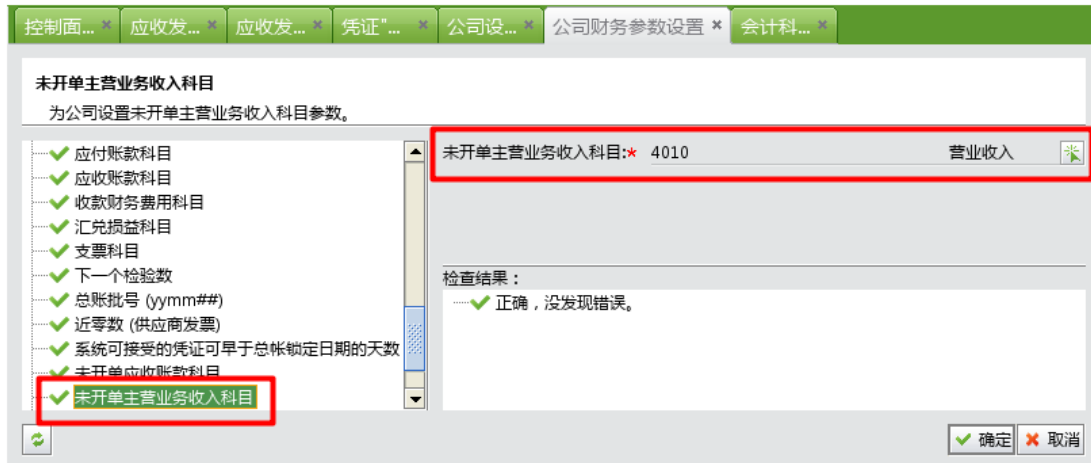 控制面... 应收发... 应收发... 凭证"... 公司设... 公司财务参数设置 会计科...
未开单主营业务收入科目
为公司设置未开单主营业务收入科目参数。
应付账款科目
应收账款科目
收款财务费用科目
汇兑损益科目
支票科目
下一个检验数
总账批号 (yymm##)
近零数 (供应商发票)
系统可接受的凭证可早于总帐锁定日期的天数
未开单应收账款科目
未开单主营业务收入科目
未开单主营业务收入科目:* 4010 营业收入
检查结果：
正确，没发现错误。
确定 取消